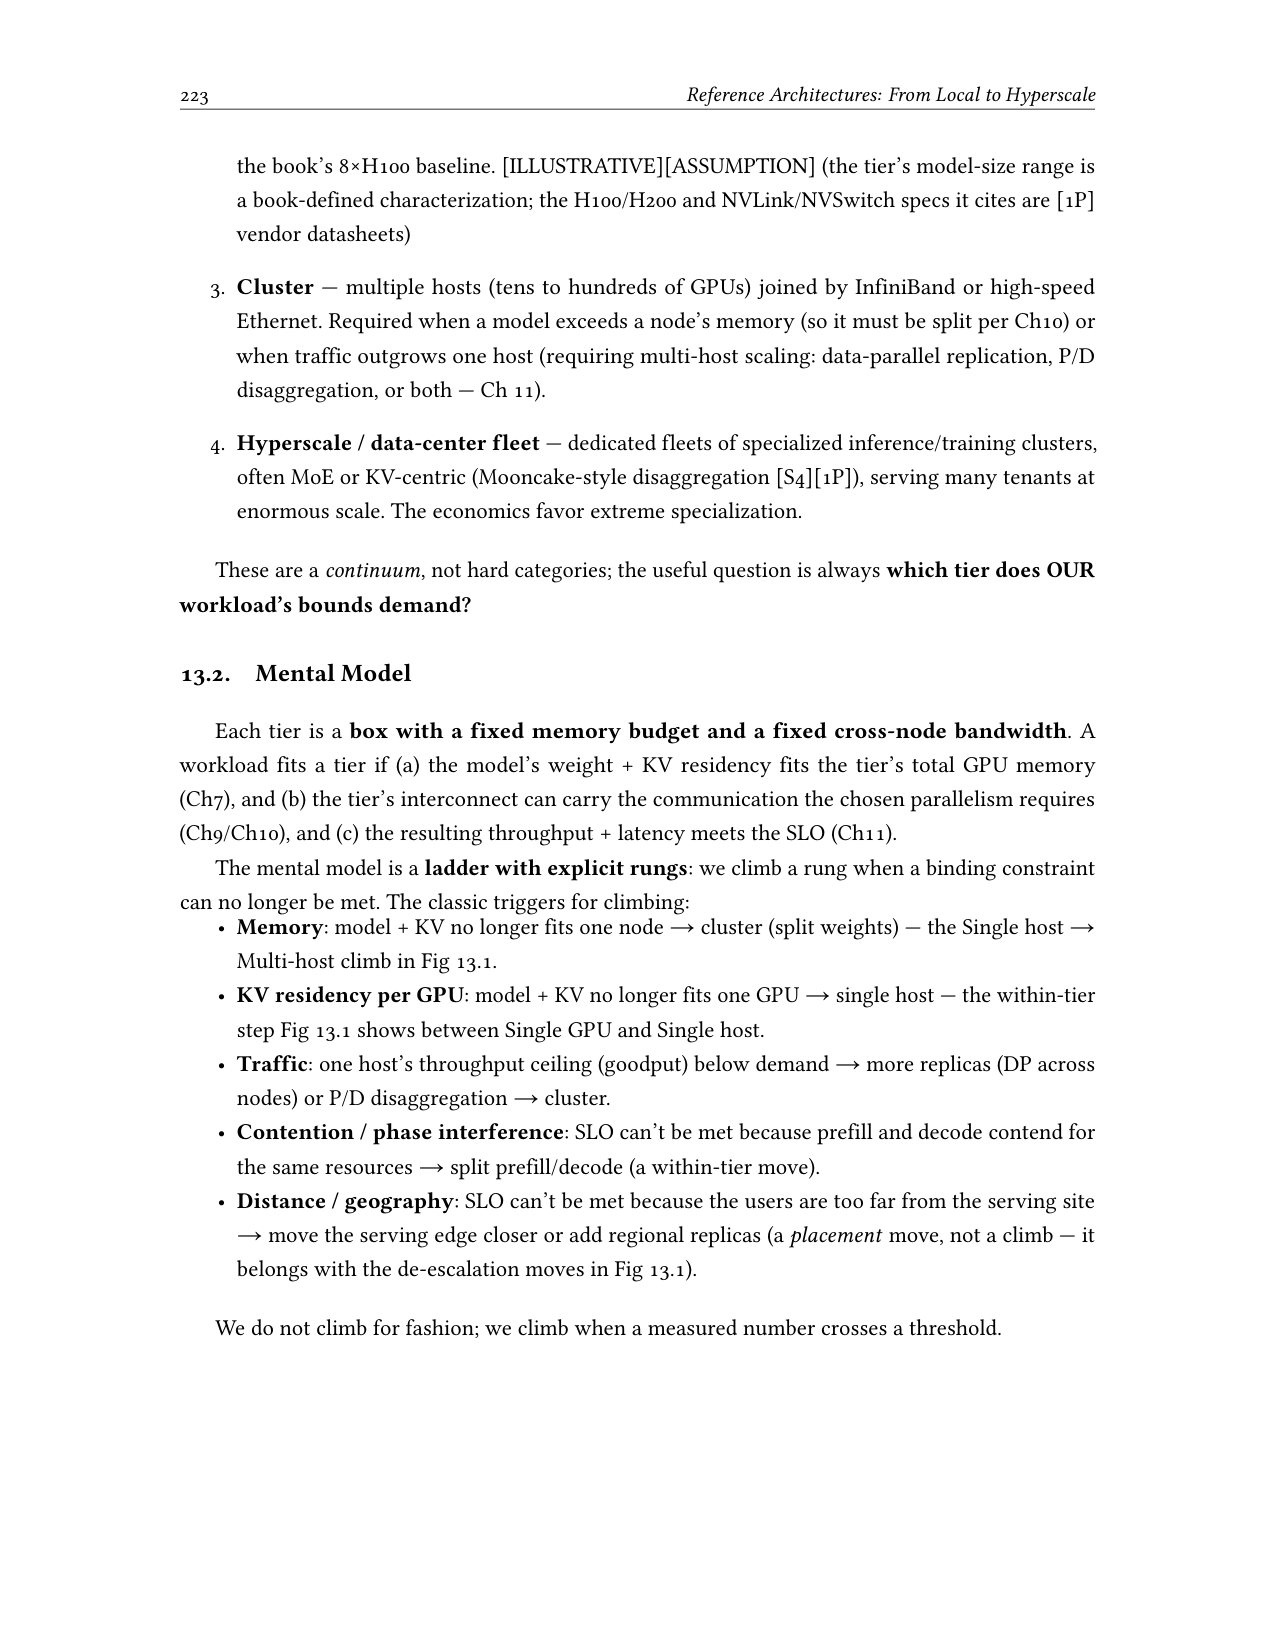 223 Reference Architectures: From Local to Hyperscale
the book's 8×H100 baseline. [ILLUSTRATIVE][ASSUMPTION] (the tier's model-size range is
a book-defined characterization; the H100/H200 and NVLink/NVSwitch specs it cites are [1P]
vendor datasheets)
3. Cluster — multiple hosts (tens to hundreds of GPUs) joined by InfiniBand or high-speed
Ethernet. Required when a model exceeds a node's memory (so it must be split per Ch10) or
when traffic outgrows one host (requiring multi-host scaling: data-parallel replication, P/D
disaggregation, or both — Ch 11).
4. Hyperscale / data-center fleet — dedicated fleets of specialized inference/training clusters,
often MoE or KV-centric (Mooncake-style disaggregation [S4][1P]), serving many tenants at
enormous scale. The economics favor extreme specialization.
These are a continuum, not hard categories; the useful question is always which tier does OUR
workload's bounds demand?
13.2. Mental Model
Each tier is a box with a fixed memory budget and a fixed cross-node bandwidth. A
workload fits a tier if (a) the model's weight + KV residency fits the tier's total GPU memory
(Ch7), and (b) the tier's interconnect can carry the communication the chosen parallelism requires
(Ch9/Ch10), and (c) the resulting throughput + latency meets the SLO (Ch11).
The mental model is a ladder with explicit rungs: we climb a rung when a binding constraint
can no longer be met. The classic triggers for climbing:
• Memory: model + KV no longer fits one node → cluster (split weights) — the Single host →
Multi-host climb in Fig 13.1.
• KV residency per GPU: model + KV no longer fits one GPU → single host — the within-tier
step Fig 13.1 shows between Single GPU and Single host.
• Traffic: one host's throughput ceiling (goodput) below demand → more replicas (DP across
nodes) or P/D disaggregation → cluster.
• Contention / phase interference: SLO can't be met because prefill and decode contend for
the same resources → split prefill/decode (a within-tier move).
• Distance / geography: SLO can't be met because the users are too far from the serving site
→ move the serving edge closer or add regional replicas (a placement move, not a climb — it
belongs with the de-escalation moves in Fig 13.1).
We do not climb for fashion; we climb when a measured number crosses a threshold.